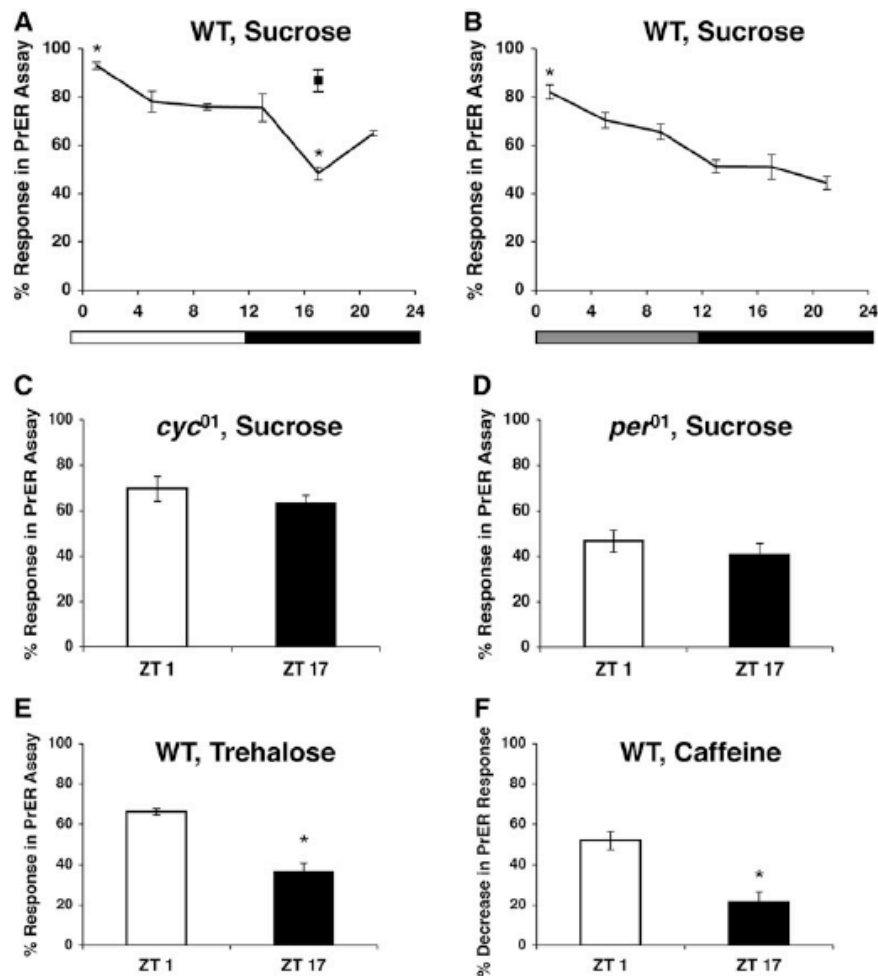 A
WT, Sucrose
% Response in PrER Assay
100
80
60
40
20
0
*
*
0 4 8 12 16 20 24
B
WT, Sucrose
% Response in PrER Assay
100
80
60
40
20
0
*
0 4 8 12 16 20 24
C
cyc01, Sucrose
% Response in PrER Assay
100
80
60
40
20
0
ZT 1 ZT 17
D
per01, Sucrose
% Response in PrER Assay
100
80
60
40
20
0
ZT 1 ZT 17
E
WT, Trehalose
% Response in PrER Assay
100
80
60
40
20
0
*
ZT 1 ZT 17
F
WT, Caffeine
% Decrease in PrER Response
100
80
60
40
20
0
*
ZT 1 ZT 17